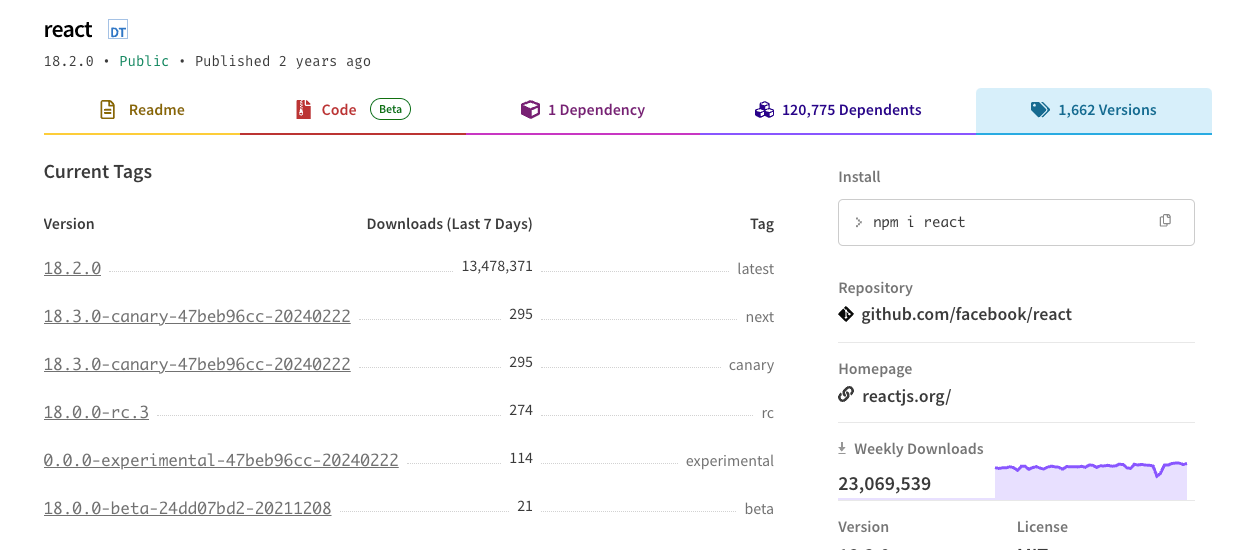 react DT
18.2.0 • Public • Published 2 years ago
Readme Code Beta 1 Dependency 120,775 Dependents 1,662 Versions
Current Tags
Version Downloads (Last 7 Days) Tag
18.2.0 13,478,371 latest
18.3.0-canary-47beb96cc-20240222 295 next
18.3.0-canary-47beb96cc-20240222 295 canary
18.0.0-rc.3 274 rc
0.0.0-experimental-47beb96cc-20240222 114 experimental
18.0.0-beta-24dd07bd2-20211208 21 beta
Install
> npm i react
Repository
github.com/facebook/react
Homepage
reactjs.org/
Weekly Downloads
23,069,539
Version License